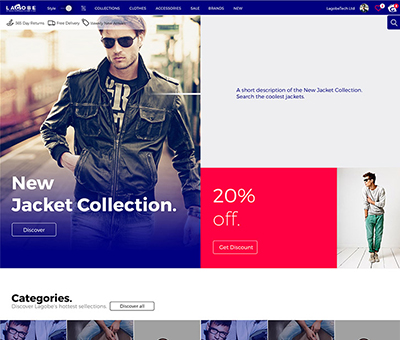 LAGOBE
Style
COLLECTIONS
CLOTHES
ACCESSORIES
SALE
BRANDS
NEW
LagobeTech Ltd.
365 Day Returns
Free Delivery
Weekly New Arrivals
A short description of the New Jacket Collection.
Search the coolest jackets.
New
Jacket Collection.
Discover
20%
off.
Get Discount
Categories.
Discover Lagobe's hottest sellections.
Discover all